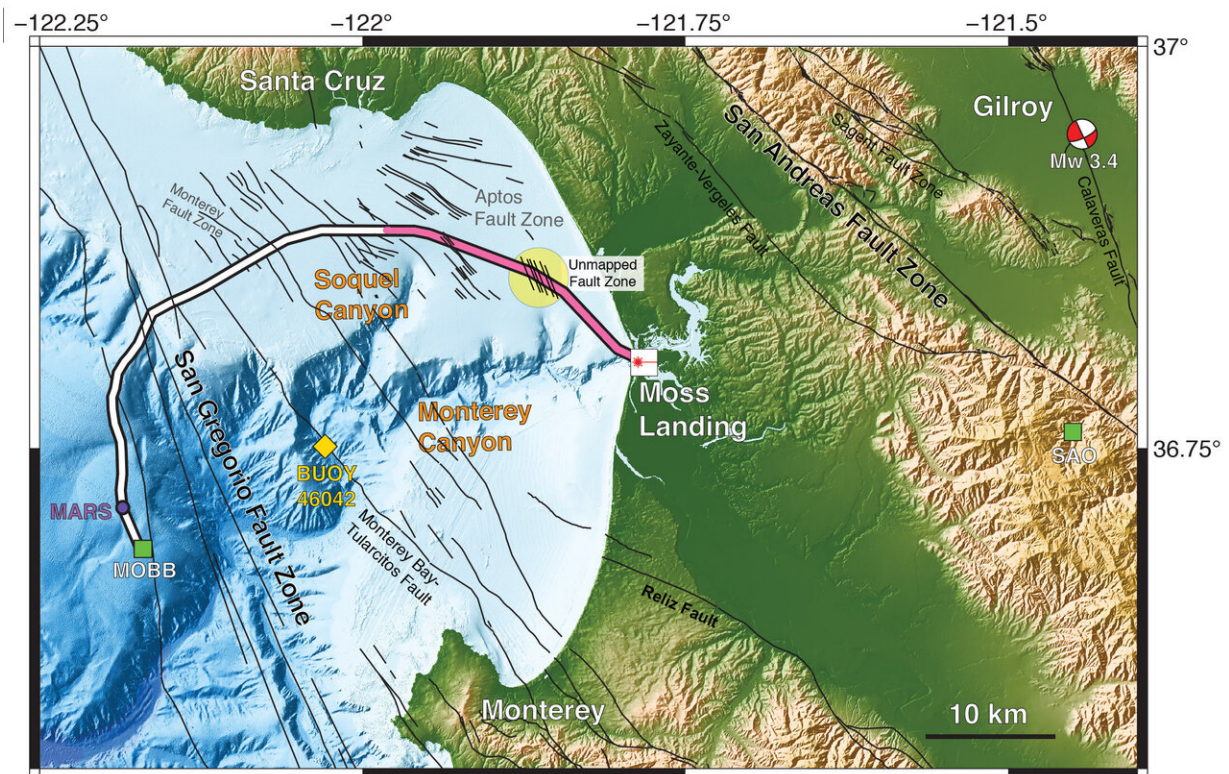 −122.25°
−122°
−121.75°
−121.5°
37°
Santa Cruz
Gilroy
Mw 3.4
San Andreas Fault Zone
Sagent Fault Zone
Zayante-Vergeles Fault
Calaveras Fault
Monterey
Fault Zone
Aptos
Fault Zone
Unmapped
Fault Zone
Soquel
Canyon
San Gregorio Fault Zone
Monterey
Canyon
Moss
Landing
36.75°
SAO
BUOY
46042
MARS
MOBB
Monterey Bay-
Tularcitos Fault
Reliz Fault
Monterey
10 km